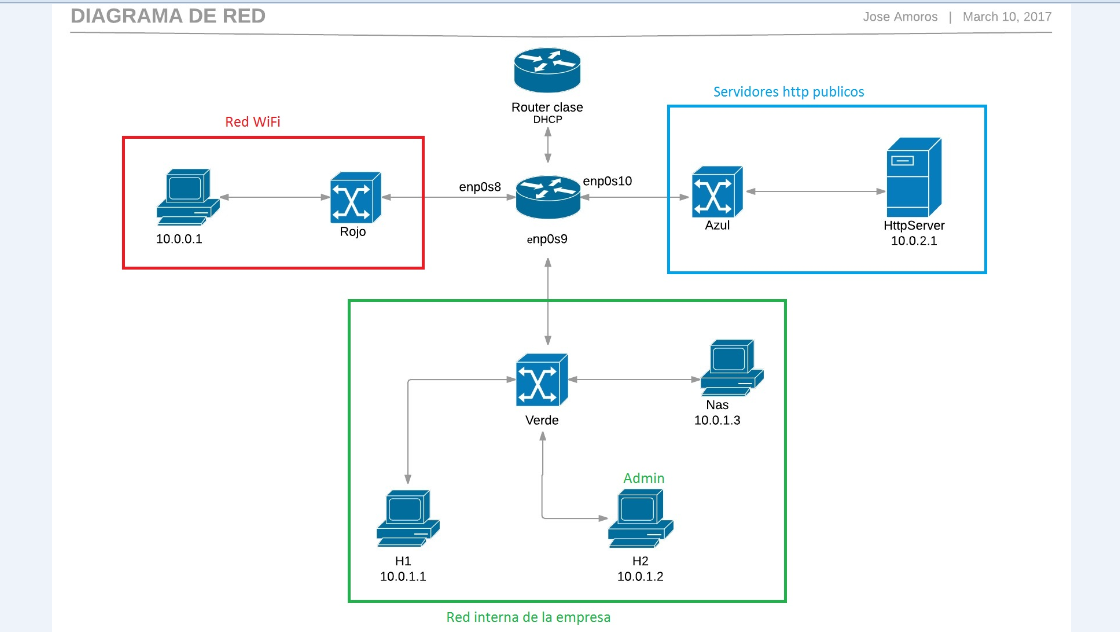 DIAGRAMA DE RED
Jose Amoros | March 10, 2017
Router clase
DHCP
Servidores http publicos
Red WiFi
enp0s8
enp0s10
10.0.0.1
Rojo
enp0s9
Azul
HttpServer
10.0.2.1
Verde
Nas
10.0.1.3
Admin
H1
10.0.1.1
H2
10.0.1.2
Red interna de la empresa